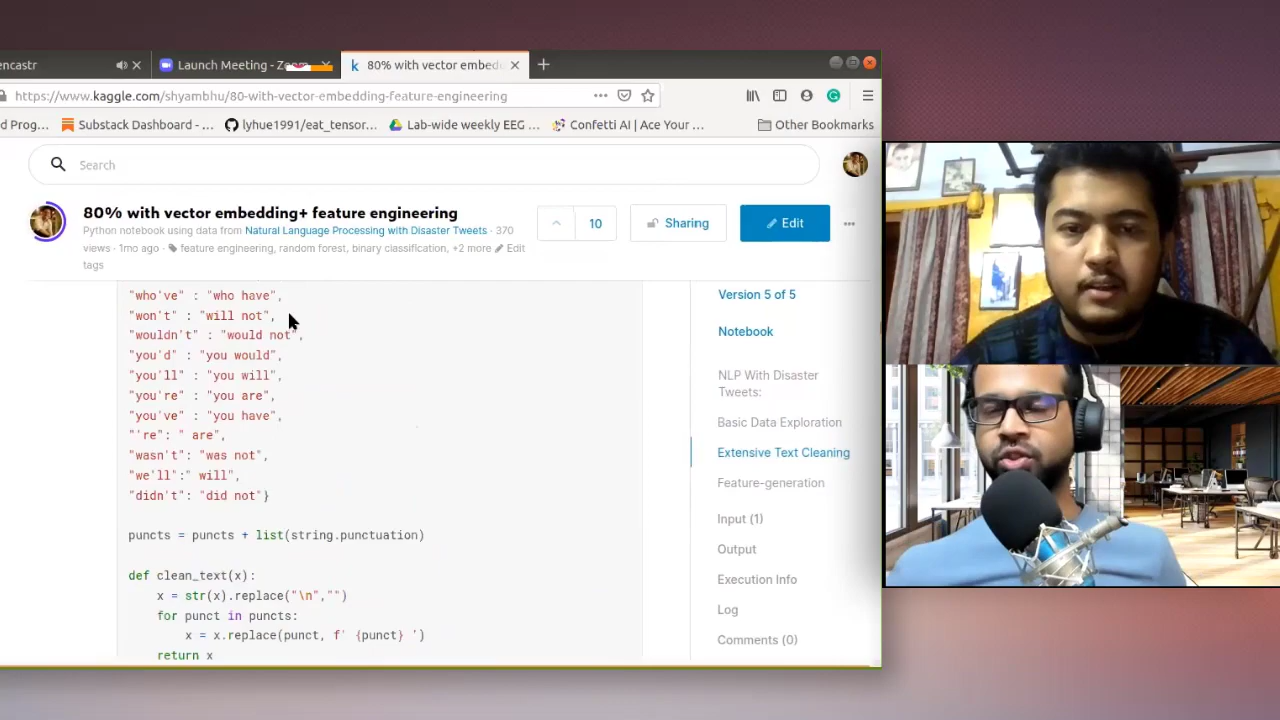 encastr
Launch Meeting - Zoom
80% with vector embed
https://www.kaggle.com/siyambhu/80-with-vector-embedding-feature-engineering
d Prog…
Substack Dashboard - …
lyhue1991/eat_tensor…
Lab-wide weekly EEG …
Confetti AI | Ace Your …
Other Bookmarks
Search
80% with vector embedding+ feature engineering
Python notebook using data from Natural Language Processing with Disaster Tweets · 370
views · 1mo ago · feature engineering, random forest, binary classification, +2 more Edit
tags
10
Sharing
Edit
"who've" : "who have",
"won't" : "will not",
"wouldn't" : "would not",
"you'd" : "you would",
"you'll" : "you will",
"you're" : "you are",
"you've" : "you have",
"'re": " are",
"wasn't": "was not",
"we'll":" will",
"didn't": "did not"}
puncts = puncts + list(string.punctuation)
def clean_text(x):
x = str(x).replace("\n","")
for punct in puncts:
x = x.replace(punct, f' {punct} ')
return x
Version 5 of 5
Notebook
NLP With Disaster
Tweets:
Basic Data Exploration
Extensive Text Cleaning
Feature-generation
Input (1)
Output
Execution Info
Log
Comments (0)